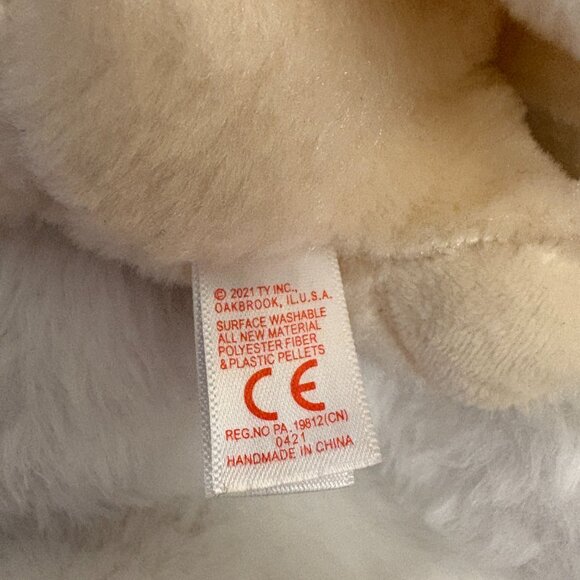 © 2021 TY INC.,
OAKBROOK, IL.U.S.A.
SURFACE WASHABLE
ALL NEW MATERIAL
POLYESTER FIBER
& PLASTIC PELLETS
CE
REG.NO PA.19812(CN)
0421
HANDMADE IN CHINA